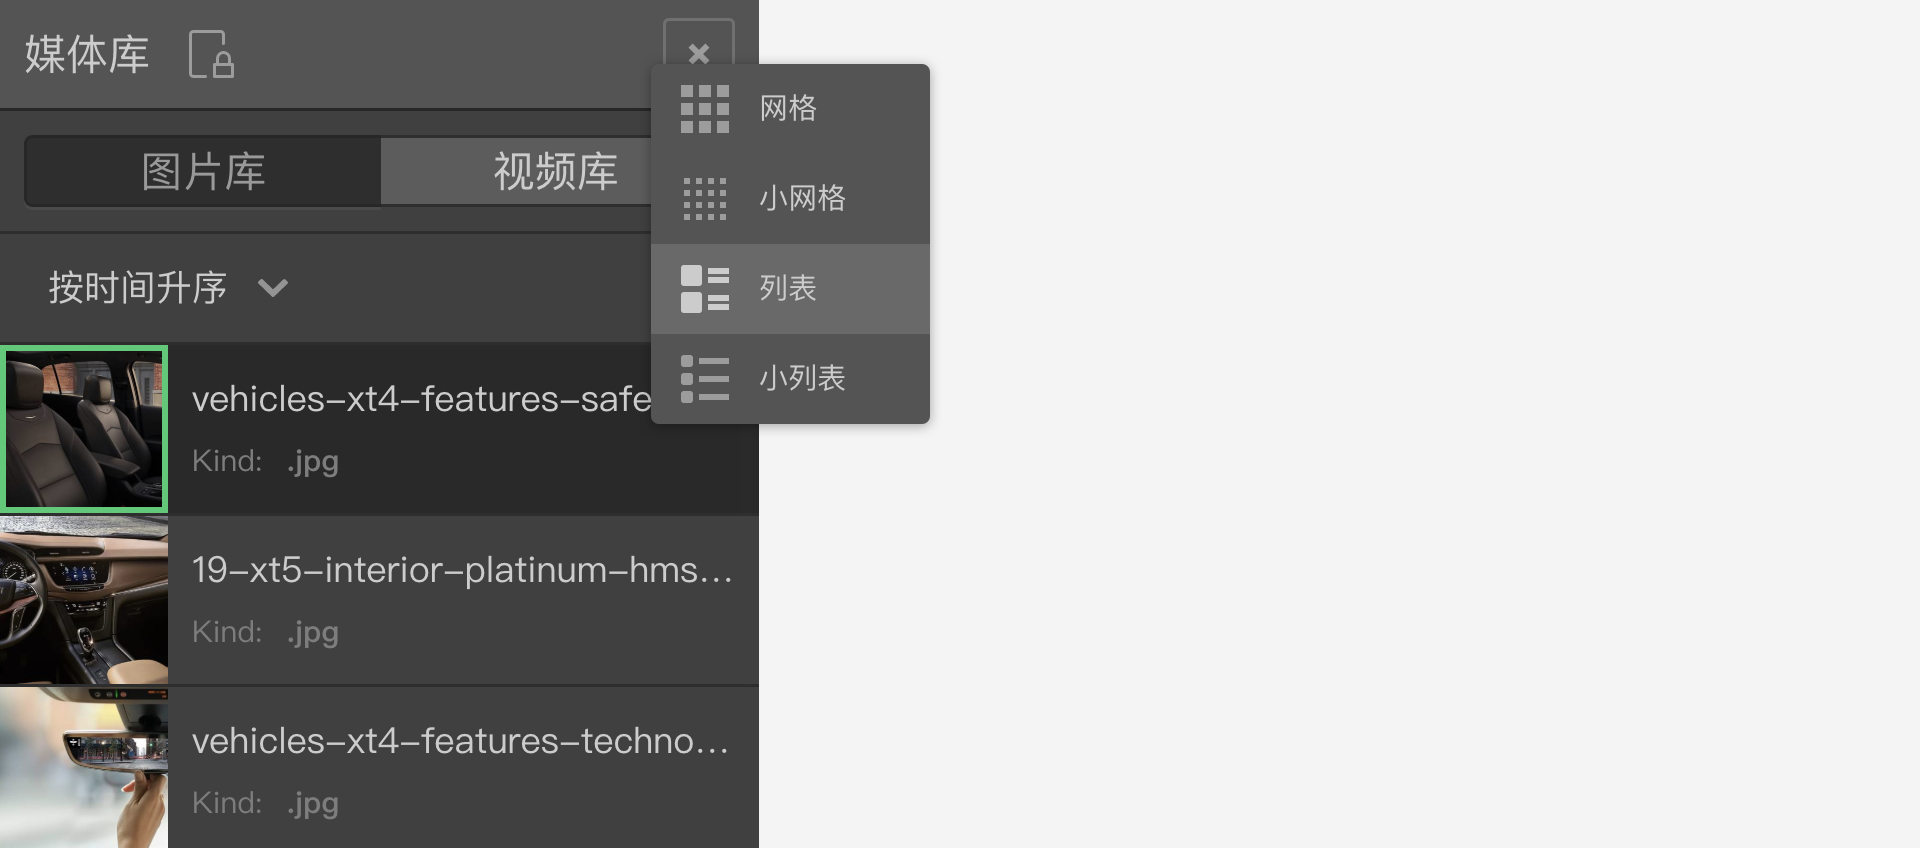 媒体库
图片库
视频库
按时间升序
网格
小网格
列表
小列表
vehicles-xt4-features-safe
Kind: .jpg
19-xt5-interior-platinum-hms...
Kind: .jpg
vehicles-xt4-features-techno...
Kind: .jpg